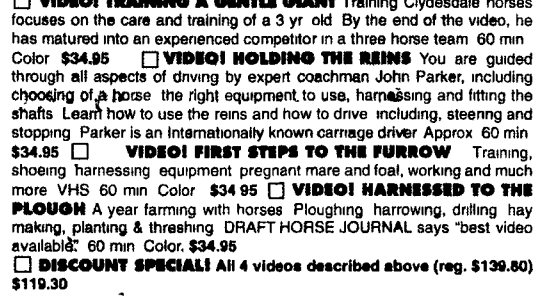 ☐ VIDEO! TRAINING A GENTLE GIANT Training Clydesdale horses
focuses on the care and training of a 3 yr old By the end of the video, he
has matured into an experienced competitor in a three horse team 60 min
Color $34.95 ☐ VIDEO! HOLDING THE REINS You are guided
through all aspects of driving by expert coachman John Parker, including
choosing of a horse the right equipment to use, harnessing and fitting the
shafts Learn how to use the reins and how to drive including, steering and
stopping Parker is an Internationally known carriage driver Approx 60 min
$34.95 ☐ VIDEO! FIRST STEPS TO THE FURROW Training,
shoeing harnessing equipment pregnant mare and foal, working and much
more VHS 60 min Color $34 95 ☐ VIDEO! HARNESSED TO THE
PLOUGH A year farming with horses Ploughing harrowing, drilling hay
making, planting & threshing DRAFT HORSE JOURNAL says "best video
available" 60 min Color. $34.95
☐ DISCOUNT SPECIAL! All 4 videos described above (reg. $139.80)
$119.30